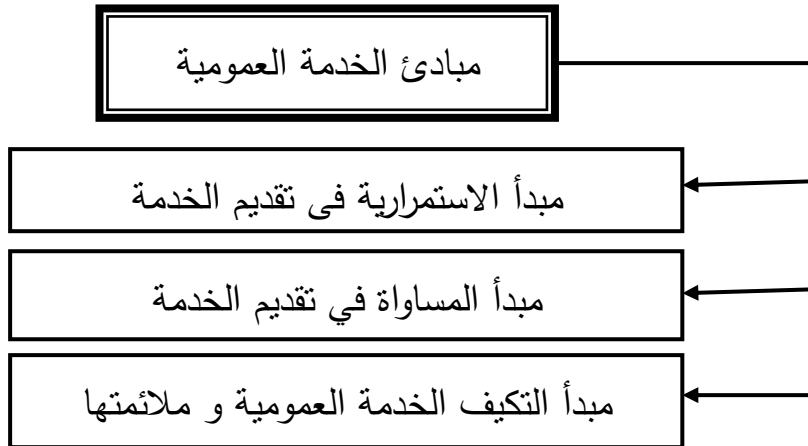 مبادئ الخدمة العمومية
مبدأ الاستمرارية فى تقديم الخدمة
مبدأ المساواة في تقديم الخدمة
مبدأ التكيف الخدمة العمومية و ملائمتها